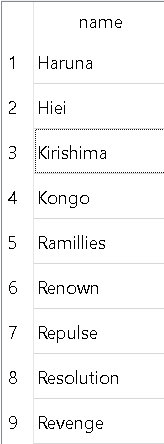 name
1 Haruna
2 Hiei
3 Kirishima
4 Kongo
5 Ramillies
6 Renown
7 Repulse
8 Resolution
9 Revenge